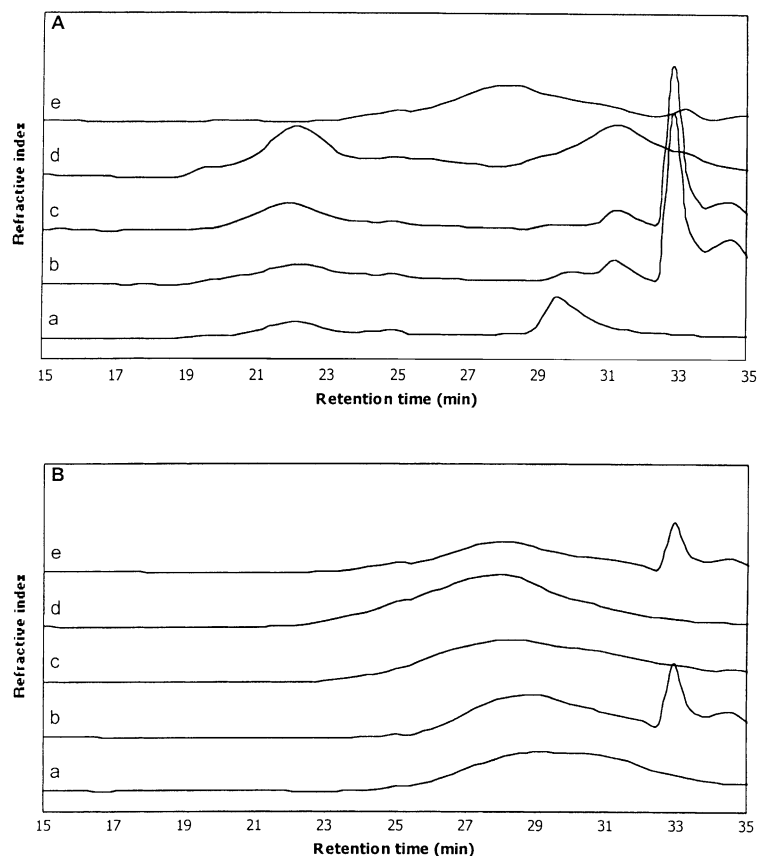 A
e
d
c
b
a
Refractive index
15 17 19 21 23 25 27 29 31 33 35
Retention time (min)
B
e
d
c
b
a
Refractive index
15 17 19 21 23 25 27 29 31 33 35
Retention time (min)